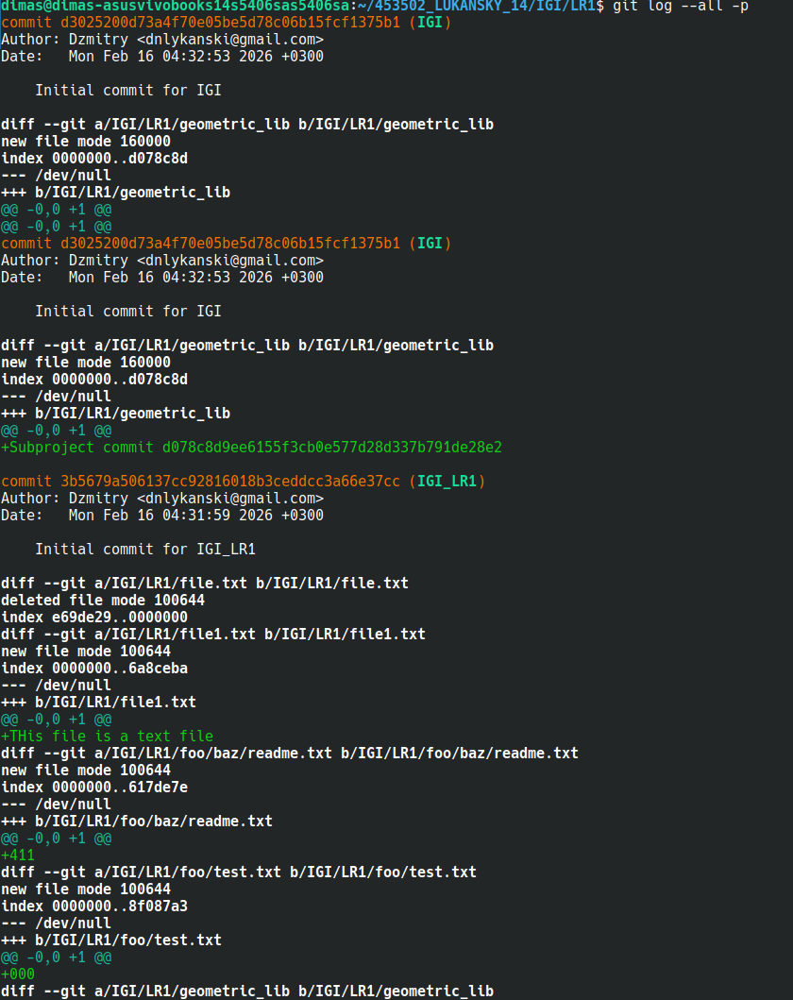 dimas@dimas-asusvivobooks14s5406sas5406sa:~/453502_LUKANSKY_14/IGI/LR1$ git log --all -p
commit d3025200d73a4f70e05be5d78c06b15fcf1375b1 (IGI)
Author: Dzmitry <dnlykanski@gmail.com>
Date:   Mon Feb 16 04:32:53 2026 +0300

    Initial commit for IGI

diff --git a/IGI/LR1/geometric_lib b/IGI/LR1/geometric_lib
new file mode 160000
index 0000000..d078c8d
--- /dev/null
+++ b/IGI/LR1/geometric_lib
@@ -0,0 +1 @@
@@ -0,0 +1 @@
commit d3025200d73a4f70e05be5d78c06b15fcf1375b1 (IGI)
Author: Dzmitry <dnlykanski@gmail.com>
Date:   Mon Feb 16 04:32:53 2026 +0300

    Initial commit for IGI

diff --git a/IGI/LR1/geometric_lib b/IGI/LR1/geometric_lib
new file mode 160000
index 0000000..d078c8d
--- /dev/null
+++ b/IGI/LR1/geometric_lib
@@ -0,0 +1 @@
+Subproject commit d078c8d9ee6155f3cb0e577d28d337b791de28e2

commit 3b5679a506137cc92816018b3ceddcc3a66e37cc (IGI_LR1)
Author: Dzmitry <dnlykanski@gmail.com>
Date:   Mon Feb 16 04:31:59 2026 +0300

    Initial commit for IGI_LR1

diff --git a/IGI/LR1/file.txt b/IGI/LR1/file.txt
deleted file mode 100644
index e69de29..0000000
diff --git a/IGI/LR1/file1.txt b/IGI/LR1/file1.txt
new file mode 100644
index 0000000..6a8ceba
--- /dev/null
+++ b/IGI/LR1/file1.txt
@@ -0,0 +1 @@
+THis file is a text file
diff --git a/IGI/LR1/foo/baz/readme.txt b/IGI/LR1/foo/baz/readme.txt
new file mode 100644
index 0000000..617de7e
--- /dev/null
+++ b/IGI/LR1/foo/baz/readme.txt
@@ -0,0 +1 @@
+411
diff --git a/IGI/LR1/foo/test.txt b/IGI/LR1/foo/test.txt
new file mode 100644
index 0000000..8f087a3
--- /dev/null
+++ b/IGI/LR1/foo/test.txt
@@ -0,0 +1 @@
+000
diff --git a/IGI/LR1/geometric_lib b/IGI/LR1/geometric_lib